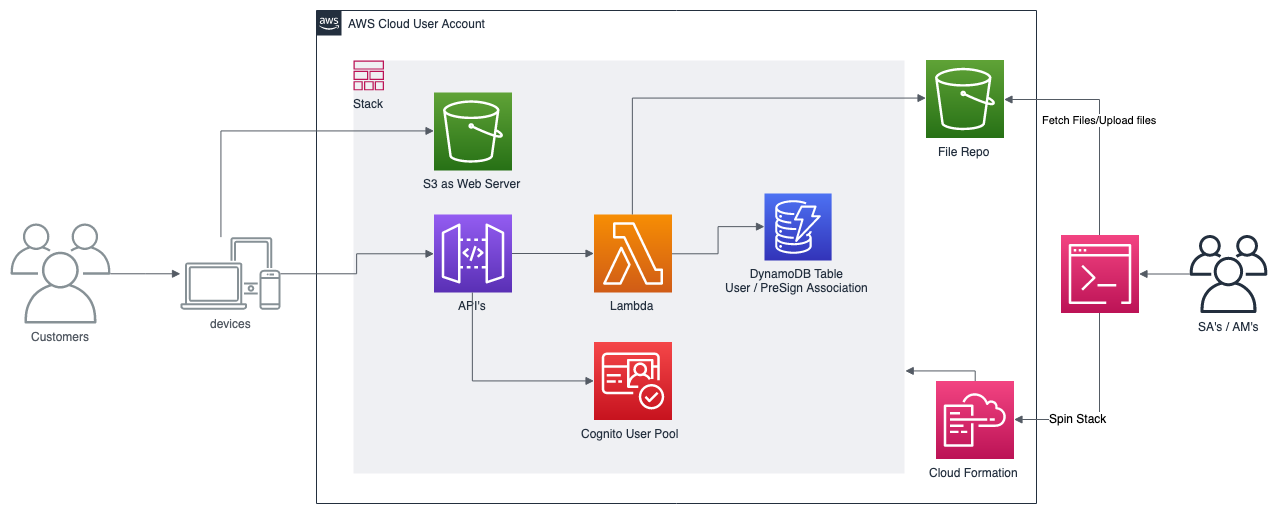 aws
AWS Cloud User Account
Stack
S3 as Web Server
File Repo
Fetch Files/Upload files
Customers
devices
API's
Lambda
DynamoDB Table
User / PreSign Association
SA's / AM's
Cognito User Pool
Spin Stack
Cloud Formation